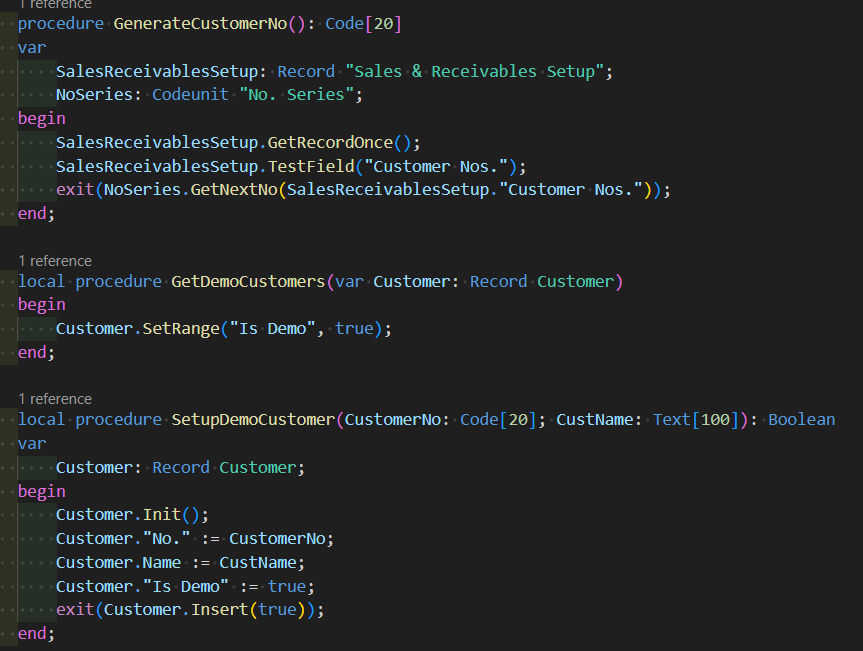 1 reference
procedure GenerateCustomerNo(): Code[20]
var
    SalesReceivablesSetup: Record "Sales & Receivables Setup";
    NoSeries: Codeunit "No. Series";
begin
    SalesReceivablesSetup.GetRecordOnce();
    SalesReceivablesSetup.TestField("Customer Nos.");
    exit(NoSeries.GetNextNo(SalesReceivablesSetup."Customer Nos."));
end;
1 reference
local procedure GetDemoCustomers(var Customer: Record Customer)
begin
    Customer.SetRange("Is Demo", true);
end;
1 reference
local procedure SetupDemoCustomer(CustomerNo: Code[20]; CustName: Text[100]): Boolean
var
    Customer: Record Customer;
begin
    Customer.Init();
    Customer."No." := CustomerNo;
    Customer.Name := CustName;
    Customer."Is Demo" := true;
    exit(Customer.Insert(true));
end;